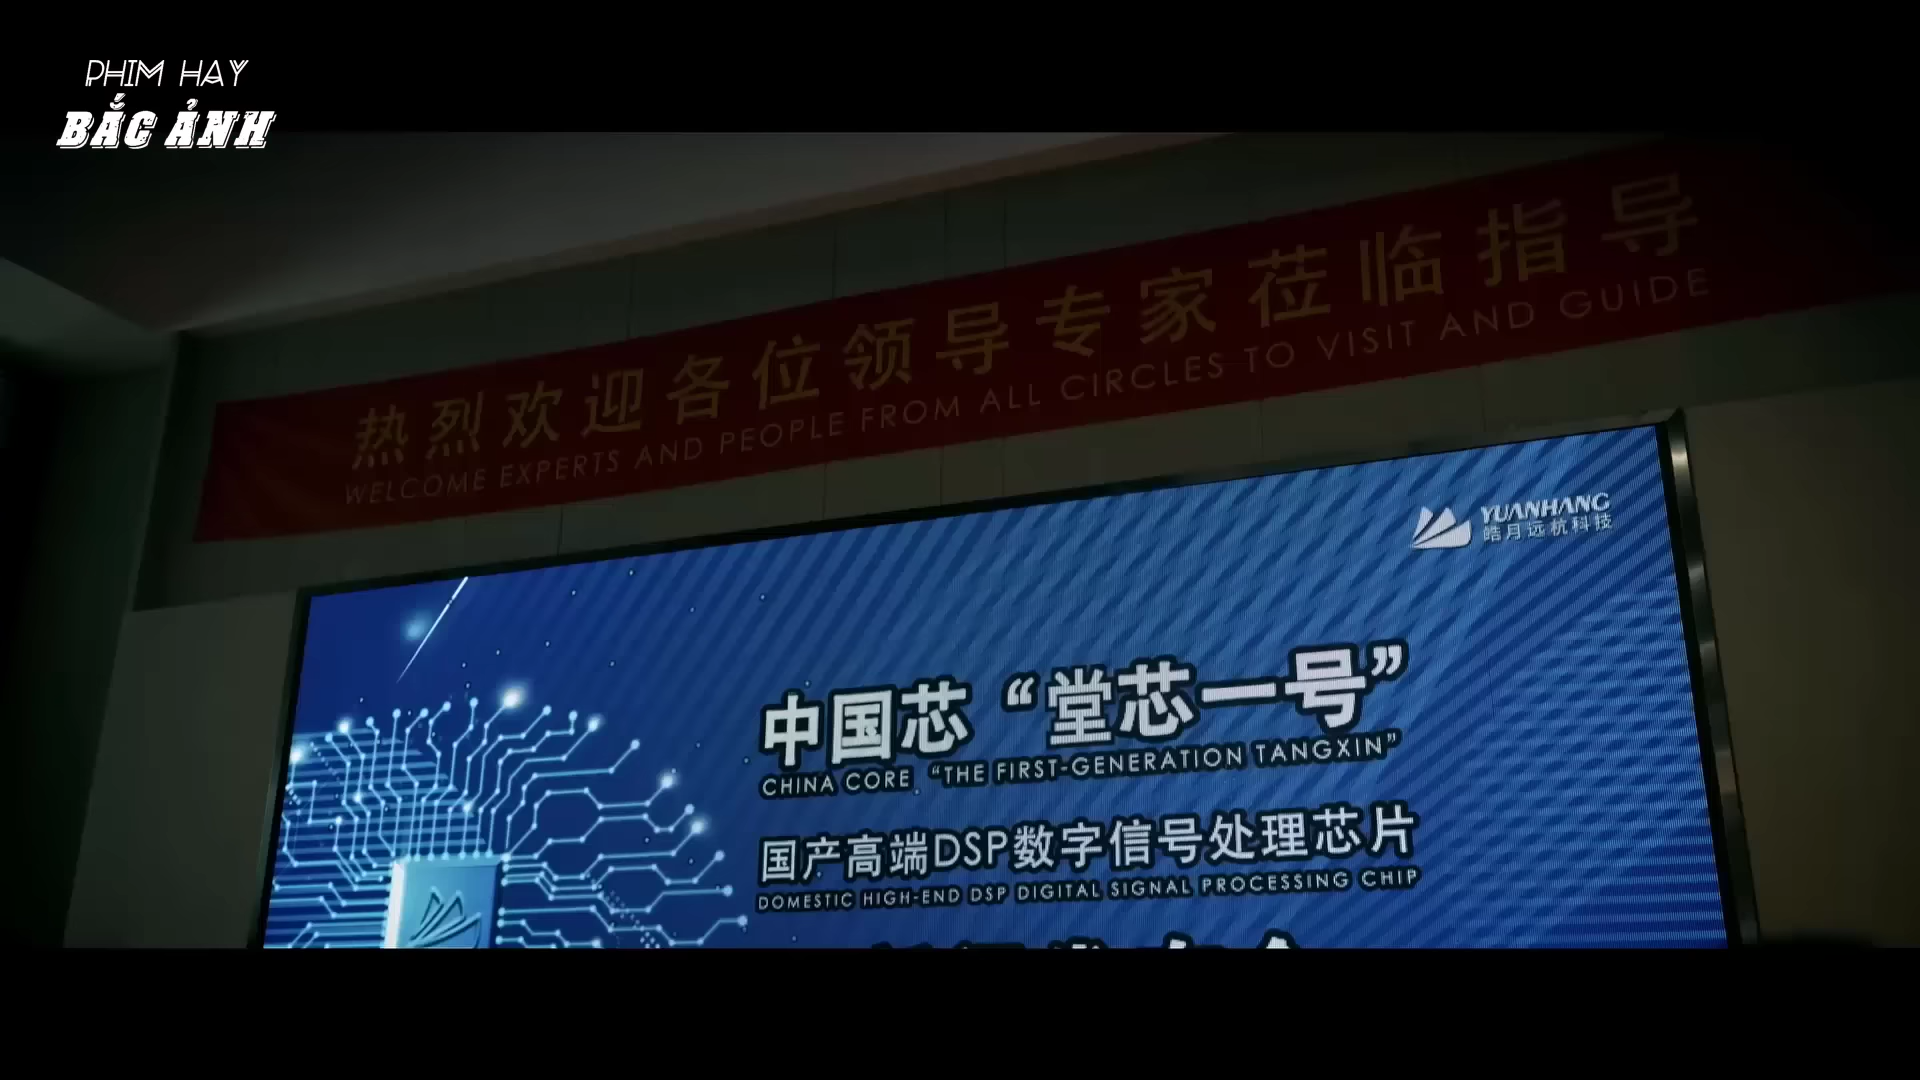 PHIM HAY
BẮC ẢNH
热烈欢迎各位领导专家莅临指导
WELCOME EXPERTS AND PEOPLE FROM ALL CIRCLES TO VISIT AND GUIDE
YUANHANG
皓月远杭科技
中国芯“堂芯一号”
CHINA CORE “THE FIRST-GENERATION TANGXIN”
国产高端DSP数字信号处理芯片
DOMESTIC HIGH-END DSP DIGITAL SIGNAL PROCESSING CHIP